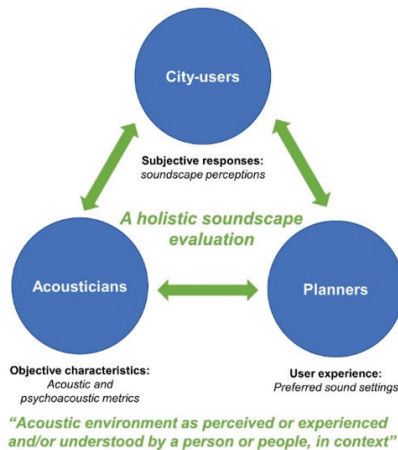 City-users
Subjective responses:
soundscape perceptions
A holistic soundscape
evaluation
Acousticians
Planners
Objective characteristics:
Acoustic and
psychoacoustic metrics
User experience:
Preferred sound settings
“Acoustic environment as perceived or experienced
and/or understood by a person or people, in context”